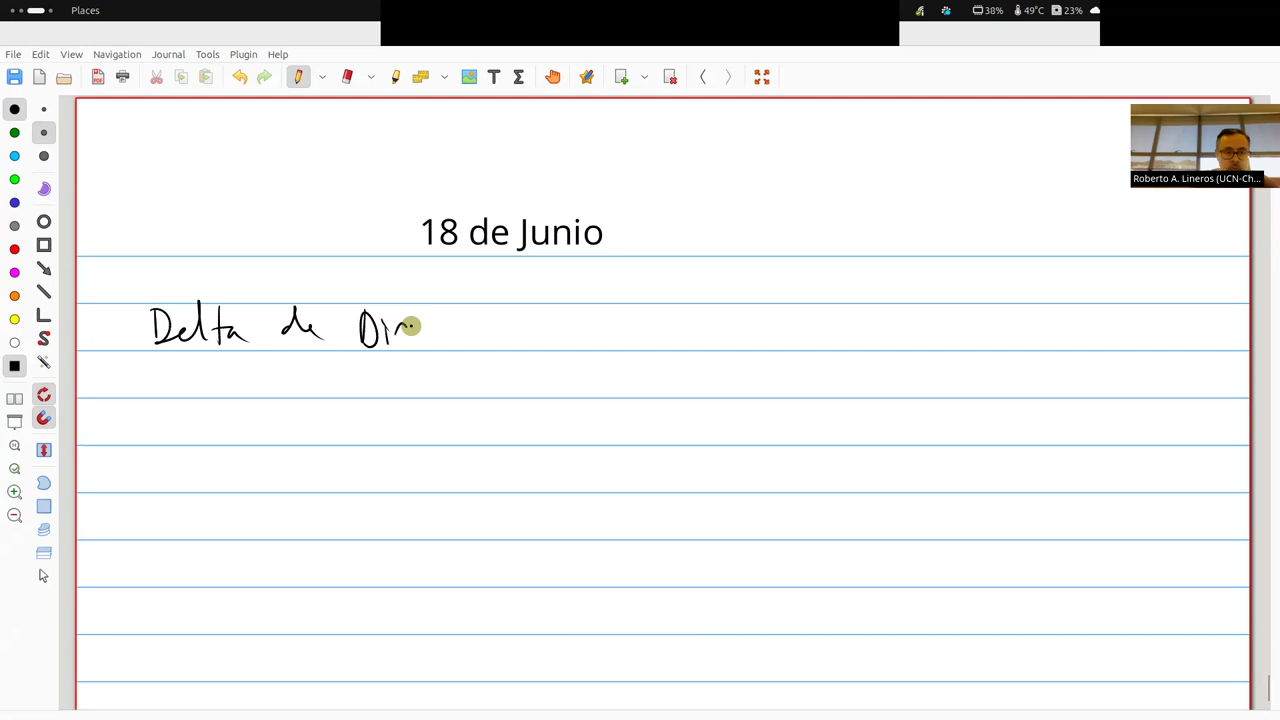 Places
38%
49°C
23%
File Edit View Navigation Journal Tools Plugin Help
Roberto A. Lineros (UCN-Ch...
18 de Junio
Delta de Dir